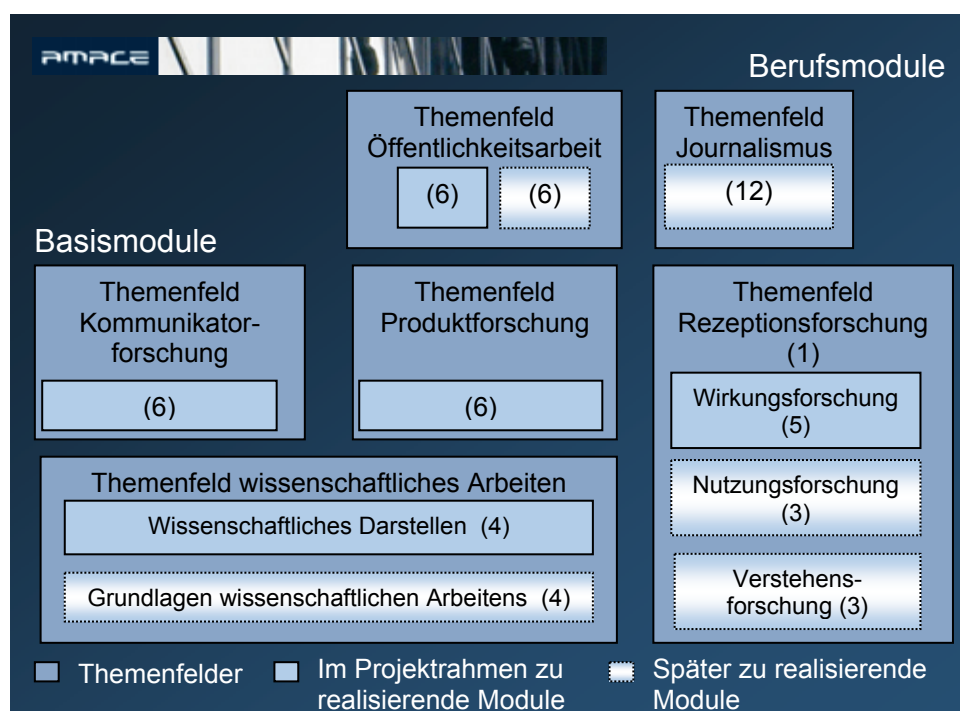 amace
Berufsmodule
Themenfeld
Öffentlichkeitsarbeit
(6)
(6)
Themenfeld
Journalismus
(12)
Basismodule
Themenfeld
Kommunikator-
forschung
(6)
Themenfeld
Produktforschung
(6)
Themenfeld
Rezeptionsforschung
(1)
Wirkungsforschung
(5)
Nutzungsforschung
(3)
Verstehens-
forschung (3)
Themenfeld wissenschaftliches Arbeiten
Wissenschaftliches Darstellen (4)
Grundlagen wissenschaftlichen Arbeitens (4)
Themenfelder
Im Projektrahmen zu
realisierende Module
Später zu realisierende
Module